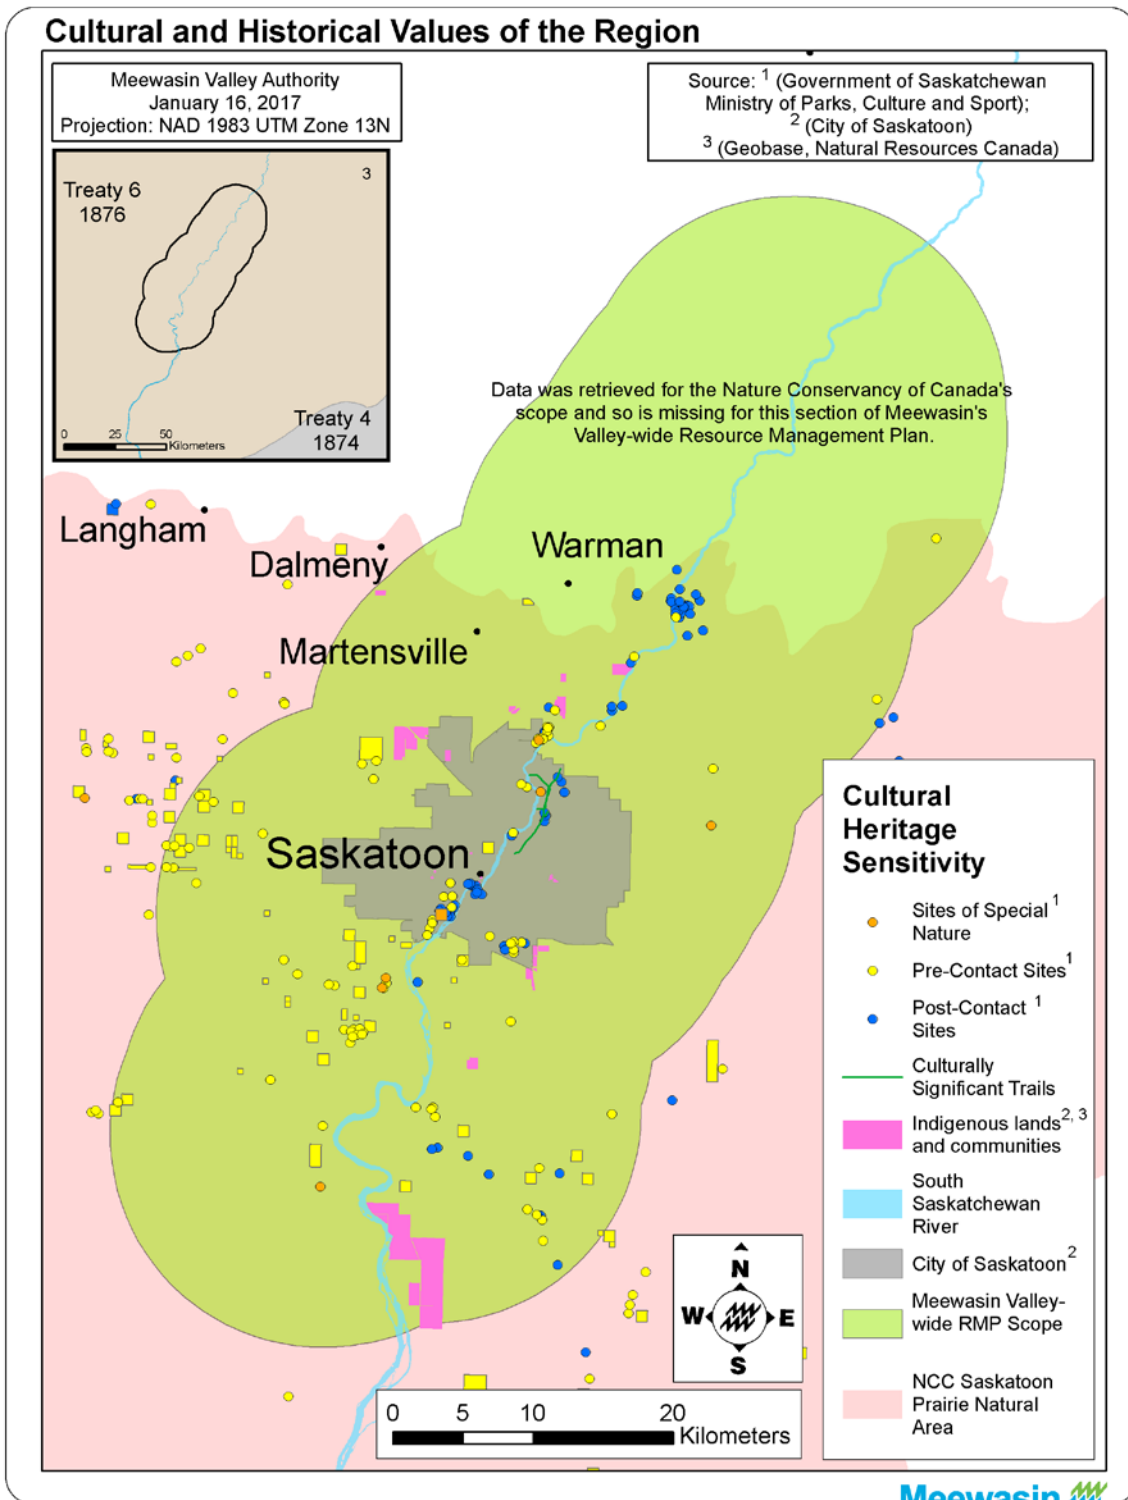 Cultural and Historical Values of the Region
Meewasin Valley Authority
January 16, 2017
Projection: NAD 1983 UTM Zone 13N
Source: 1 (Government of Saskatchewan
Ministry of Parks, Culture and Sport);
2 (City of Saskatoon)
3 (Geobase, Natural Resources Canada)
3
Treaty 6
1876
Treaty 4
1874
0 25 50
Kilometers
Data was retrieved for the Nature Conservancy of Canada's
scope and so is missing for this section of Meewasin's
Valley-wide Resource Management Plan.
Langham
Dalmeny
Warman
Martensville
Saskatoon
Cultural
Heritage
Sensitivity
Sites of Special 1
Nature
Pre-Contact Sites1
Post-Contact 1
Sites
Culturally
Significant Trails
Indigenous lands2, 3
and communities
South
Saskatchewan
River
City of Saskatoon2
Meewasin Valley-
wide RMP Scope
NCC Saskatoon
Prairie Natural
Area
N
W E
S
0 5 10 20
Kilometers
Meewasin